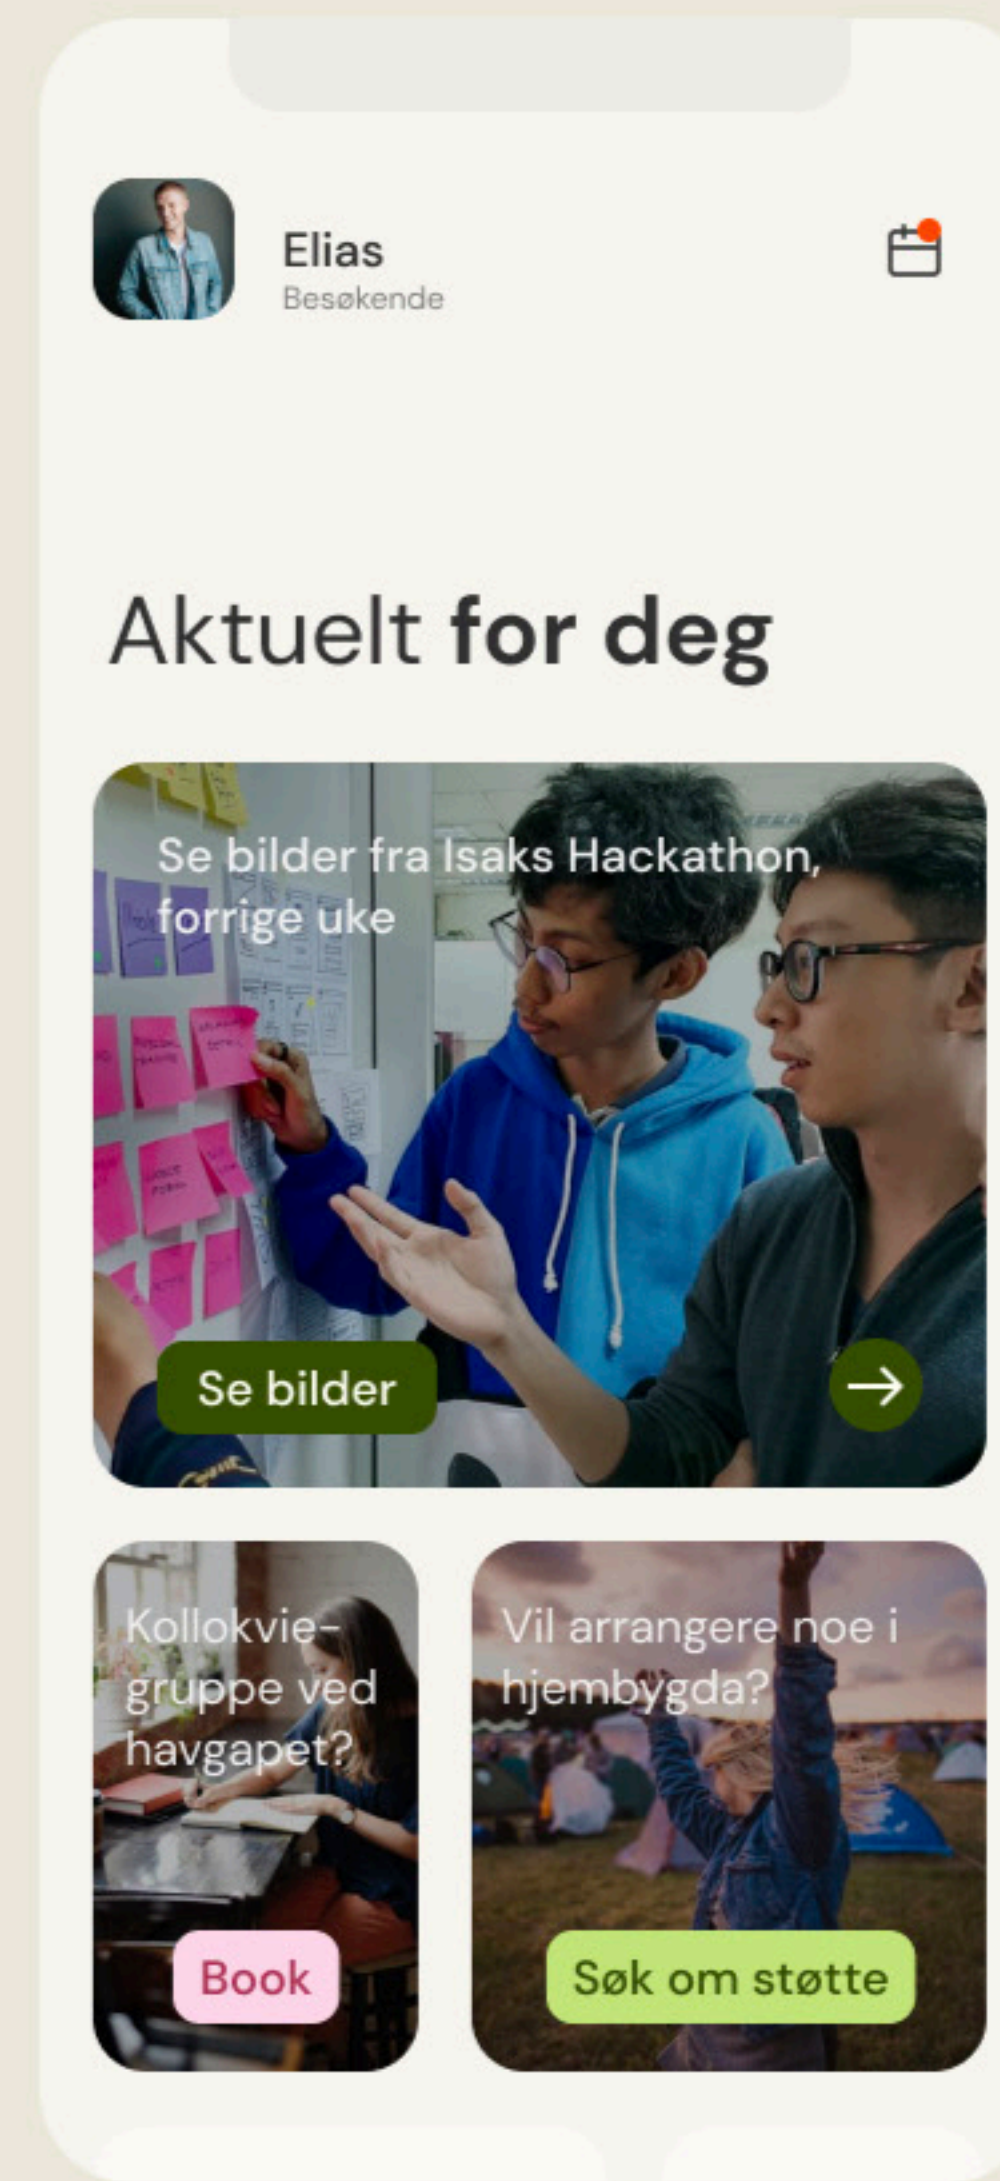 Elias
Besøkende
Aktuelt for deg
Se bilder fra Isaks Hackathon,
forrige uke
Se bilder
Kollokvie-
gruppe ved
havgapet?
Book
Vil arrangere noe i
hjembygda?
Søk om støtte